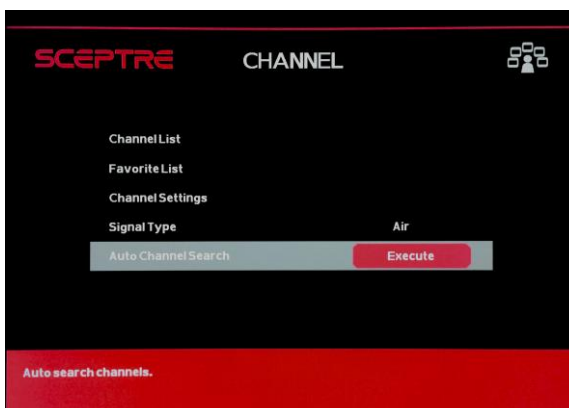 SCEPTRE CHANNEL
Channel List
Favorite List
Channel Settings
Signal Type Air
Auto Channel Search Execute
Auto search channels.